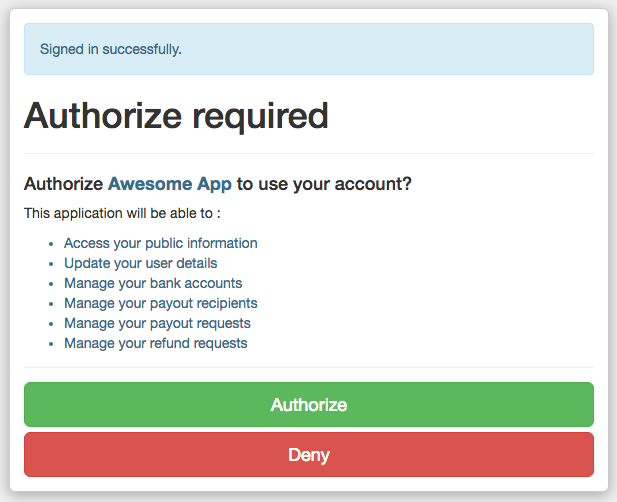 Signed in successfully.
Authorize required
Authorize Awesome App to use your account?
This application will be able to :
Access your public information
Update your user details
Manage your bank accounts
Manage your payout recipients
Manage your payout requests
Manage your refund requests
Authorize
Deny